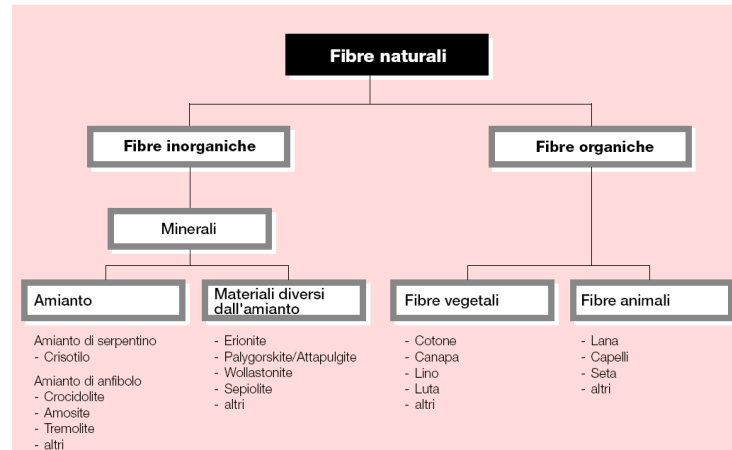 Fibre naturali
Fibre inorganiche
Fibre organiche
Minerali
Amianto
Materiali diversi
dall'amianto
Fibre vegetali
Fibre animali
Amianto di serpentino
- Crisotilo
Amianto di anfibolo
- Crocidolite
- Amosite
- Tremolite
- altri
- Erionite
- Palygorskite/Attapulgite
- Wollastonite
- Sepiolite
- altri
- Cotone
- Canapa
- Lino
- Luta
- altri
- Lana
- Capelli
- Seta
- altri